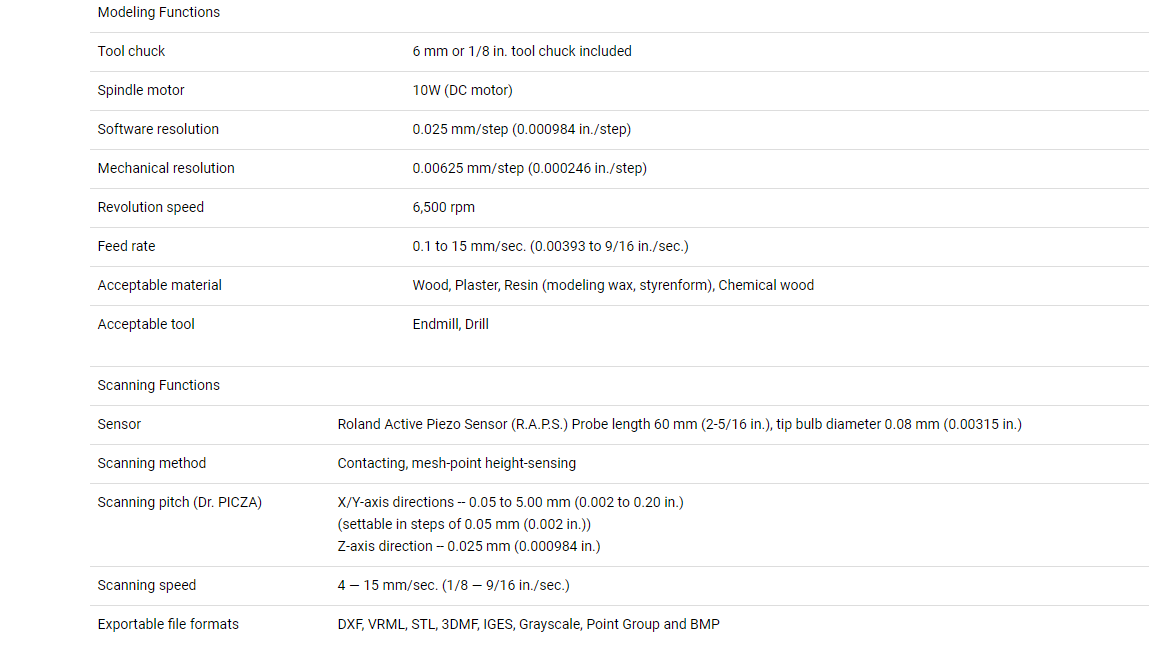 Modeling Functions
Tool chuck 6 mm or 1/8 in. tool chuck included
Spindle motor 10W (DC motor)
Software resolution 0.025 mm/step (0.000984 in./step)
Mechanical resolution 0.00625 mm/step (0.000246 in./step)
Revolution speed 6,500 rpm
Feed rate 0.1 to 15 mm/sec. (0.00393 to 9/16 in./sec.)
Acceptable material Wood, Plaster, Resin (modeling wax, styrenform), Chemical wood
Acceptable tool Endmill, Drill
Scanning Functions
Sensor Roland Active Piezo Sensor (R.A.P.S.) Probe length 60 mm (2-5/16 in.), tip bulb diameter 0.08 mm (0.00315 in.)
Scanning method Contacting, mesh-point height-sensing
Scanning pitch (Dr. PICZA) X/Y-axis directions -- 0.05 to 5.00 mm (0.002 to 0.20 in.)
(settable in steps of 0.05 mm (0.002 in.))
Z-axis direction -- 0.025 mm (0.000984 in.)
Scanning speed 4 — 15 mm/sec. (1/8 — 9/16 in./sec.)
Exportable file formats DXF, VRML, STL, 3DMF, IGES, Grayscale, Point Group and BMP